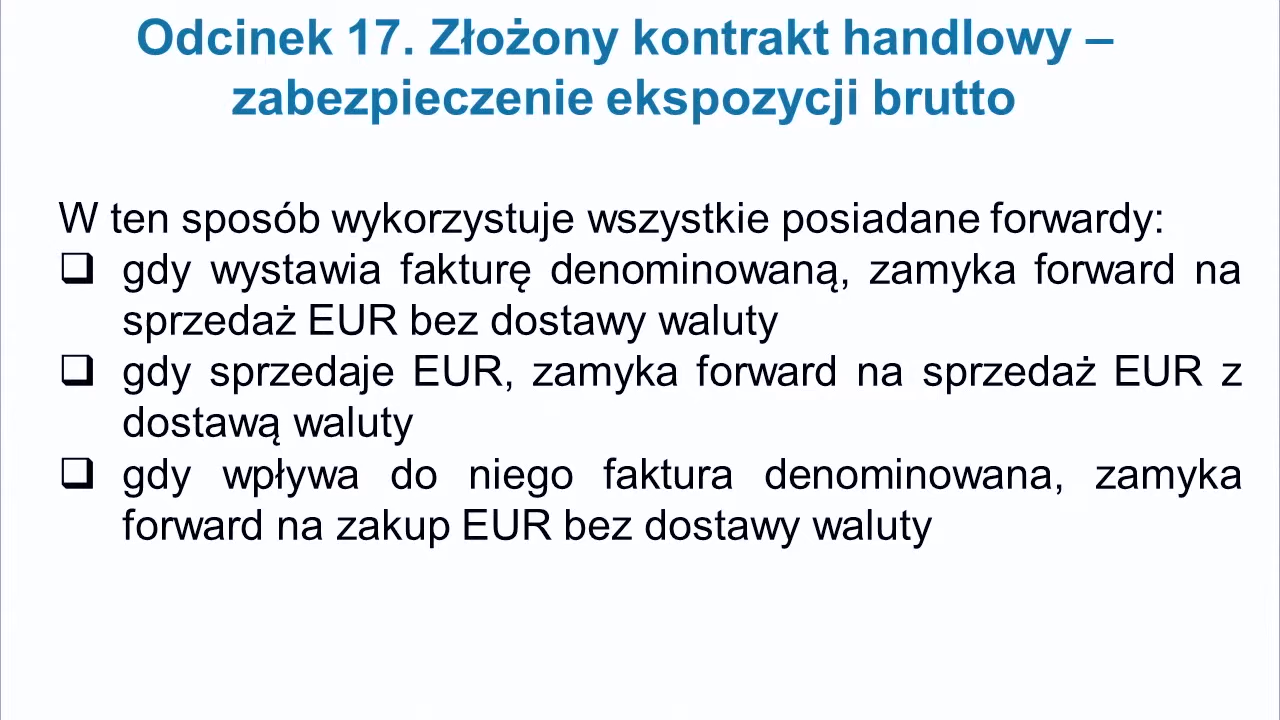 Odcinek 17. Złożony kontrakt handlowy –
zabezpieczenie ekspozycji brutto
W ten sposób wykorzystuje wszystkie posiadane forwardy:
❑ gdy wystawia fakturę denominowaną, zamyka forward na
sprzedaż EUR bez dostawy waluty
❑ gdy sprzedaje EUR, zamyka forward na sprzedaż EUR z
dostawą waluty
❑ gdy wpływa do niego faktura denominowana, zamyka
forward na zakup EUR bez dostawy waluty